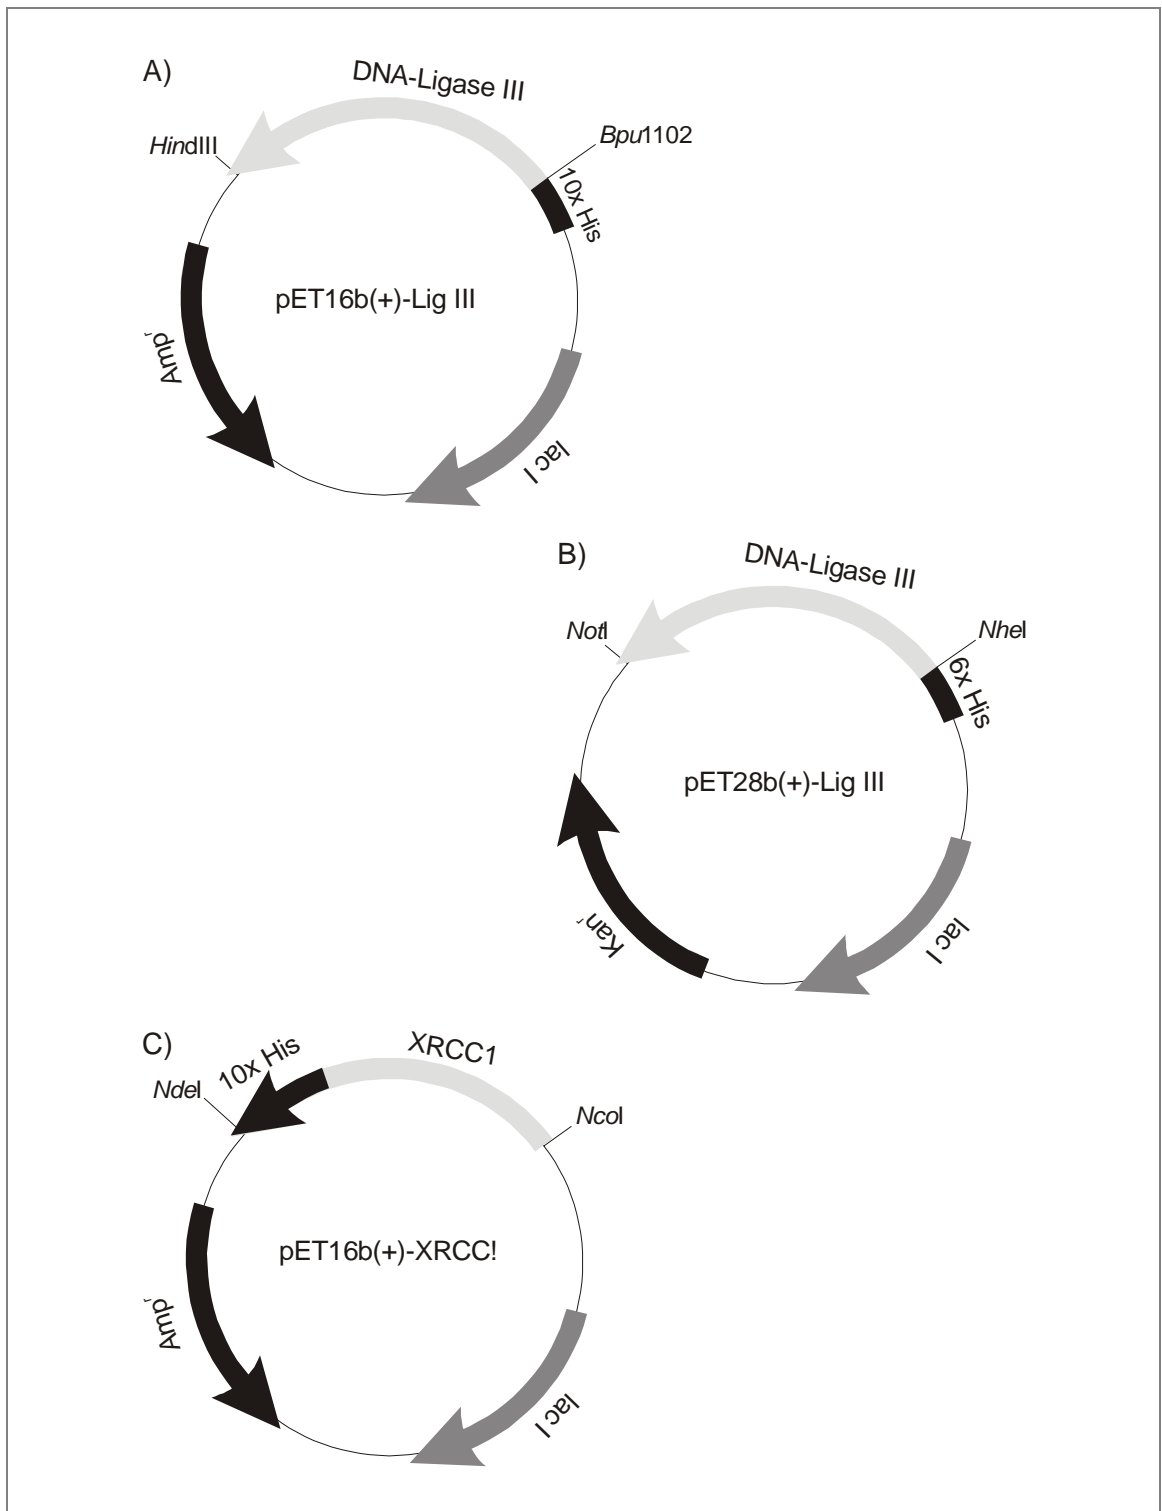 A)
DNA-Ligase III
HindIII
Bpu1102
10x His
pET16b(+)-Lig III
Ampʳ
lac I
B)
DNA-Ligase III
NotI
NheI
6x His
pET28b(+)-Lig III
Kanʳ
lac I
C)
10x His
XRCC1
NdeI
NcoI
pET16b(+)-XRCC!
Ampʳ
lac I